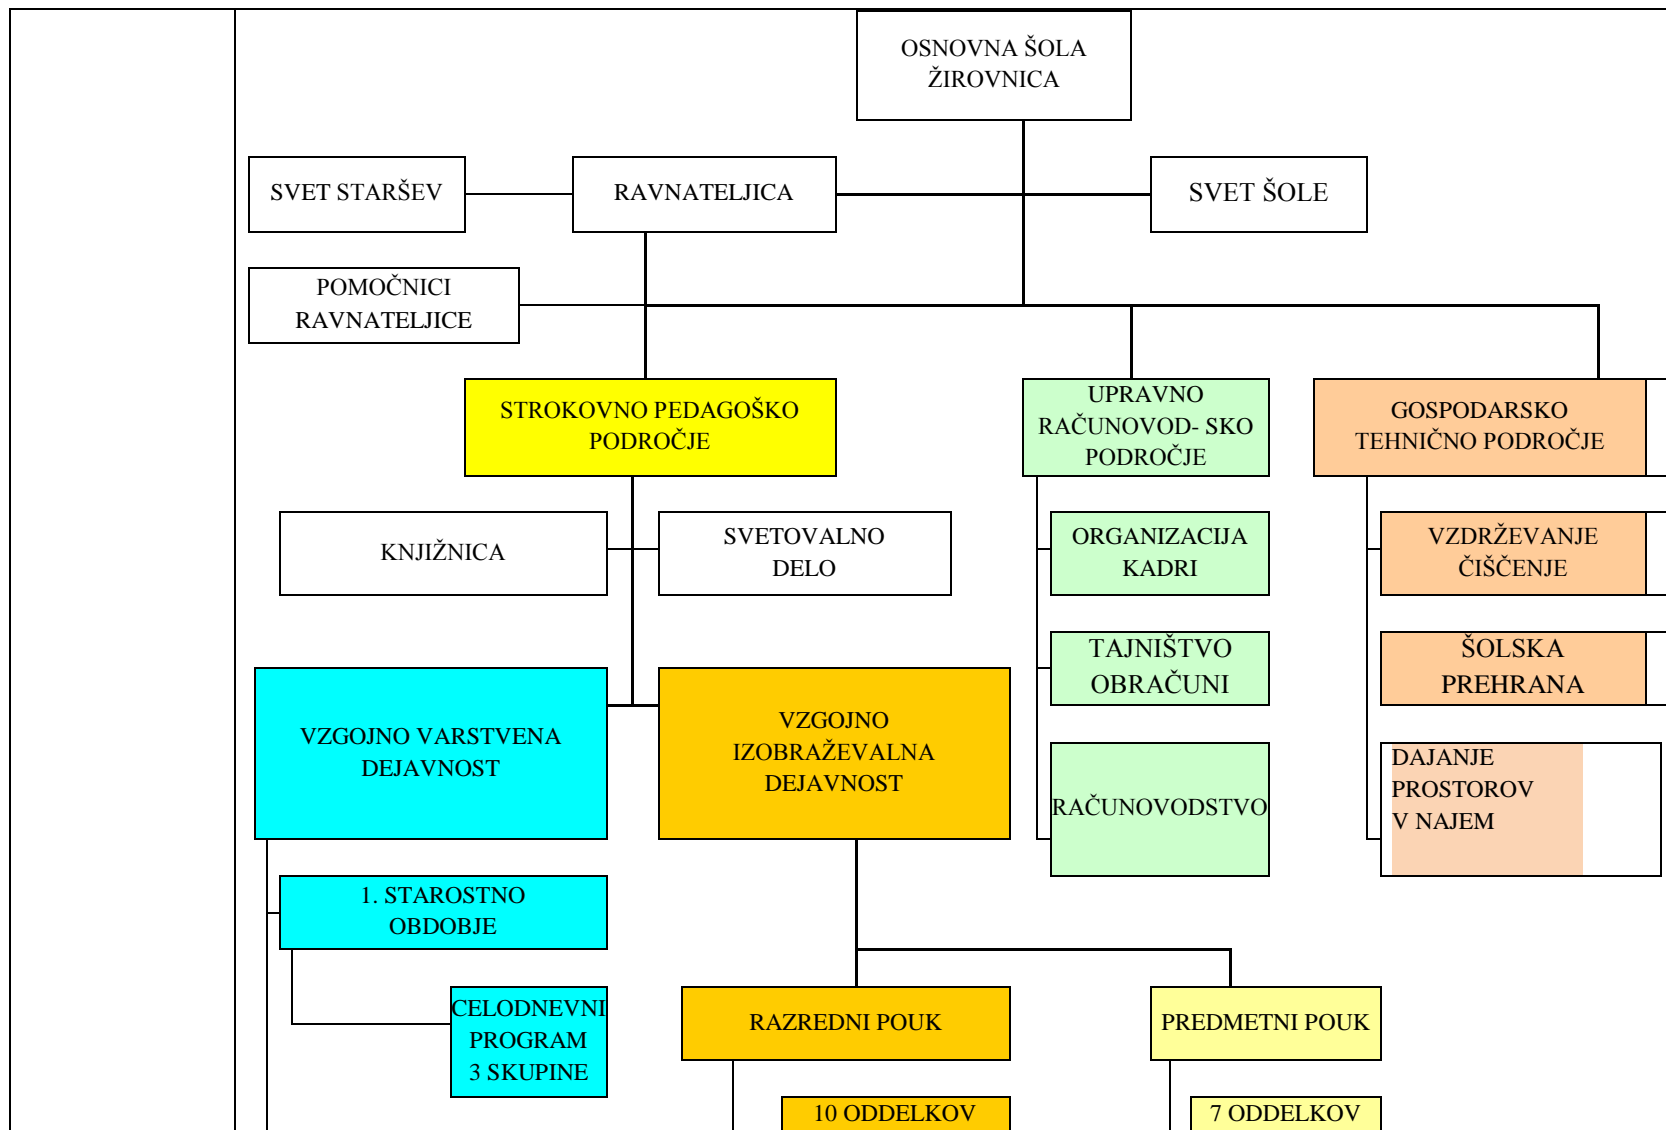 OSNOVNA ŠOLA
ŽIROVNICA
SVET STARŠEV
RAVNATELJICA
SVET ŠOLE
POMOČNICI
RAVNATELJICE
STROKOVNO PEDAGOŠKO
PODROČJE
UPRAVNO
RAČUNOVOD- SKO
PODROČJE
GOSPODARSKO
TEHNIČNO PODROČJE
KNJIŽNICA
SVETOVALNO
DELO
ORGANIZACIJA
KADRI
VZDRŽEVANJE
ČIŠČENJE
TAJNIŠTVO
OBRAČUNI
ŠOLSKA
PREHRANA
VZGOJNO VARSTVENA
DEJAVNOST
VZGOJNO
IZOBRAŽEVALNA
DEJAVNOST
RAČUNOVODSTVO
DAJANJE
PROSTOROV
V NAJEM
1. STAROSTNO
OBDOBJE
CELODNEVNI
PROGRAM
3 SKUPINE
RAZREDNI POUK
PREDMETNI POUK
10 ODDELKOV
7 ODDELKOV